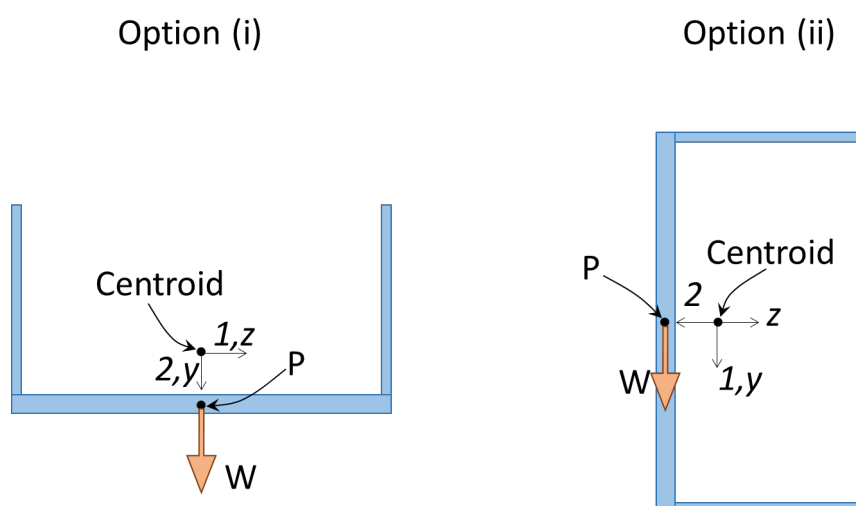 Option (i)
Option (ii)
Centroid
1,z
2,y
P
W
P
Centroid
2
z
1,y
W